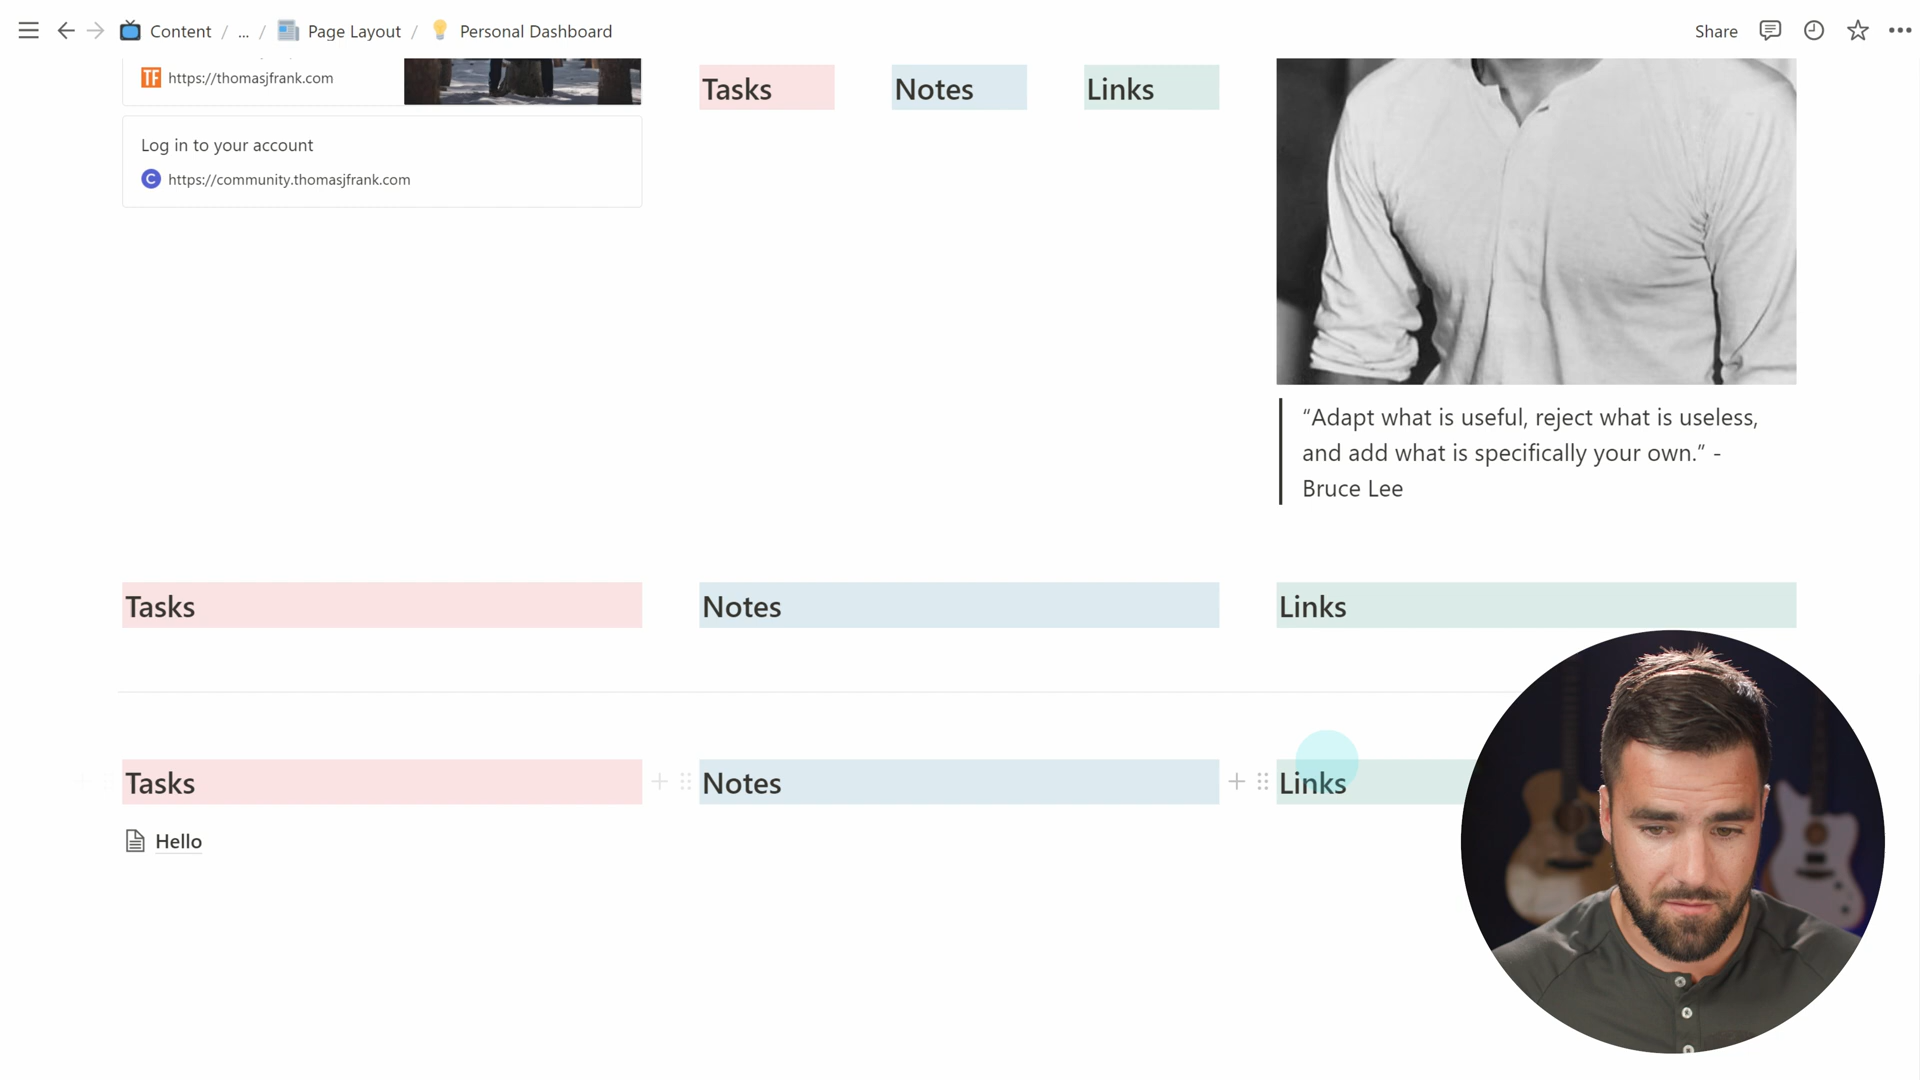 Content / ... / Page Layout / Personal Dashboard
Share
TF https://thomasjfrank.com
Log in to your account
C https://community.thomasjfrank.com
Tasks
Notes
Links
“Adapt what is useful, reject what is useless,
and add what is specifically your own.” -
Bruce Lee
Tasks
Notes
Links
Tasks
Notes
Links
Hello